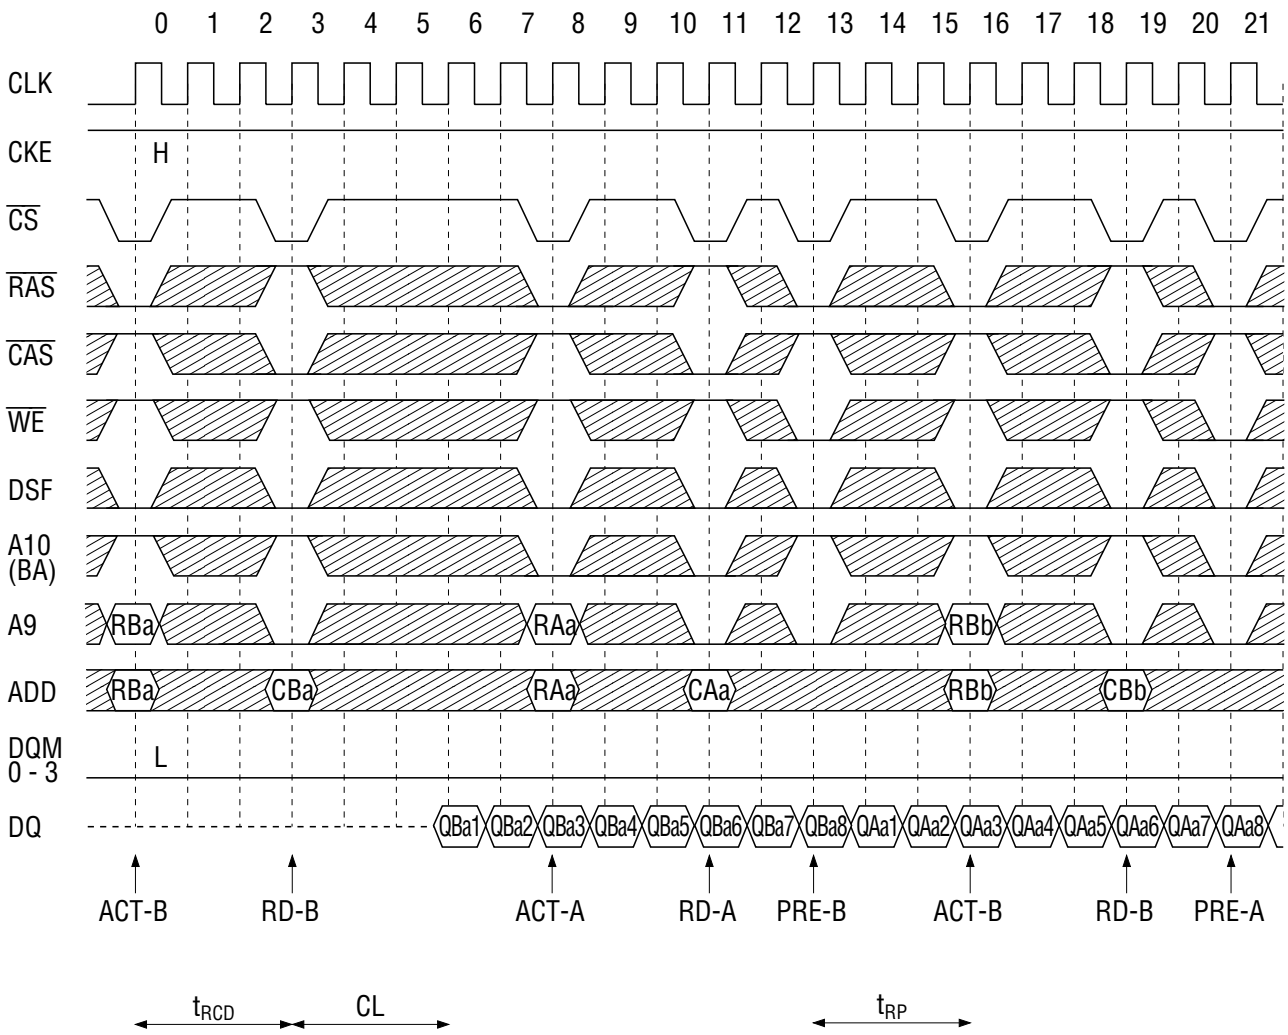 0 1 2 3 4 5 6 7 8 9 10 11 12 13 14 15 16 17 18 19 20 21
CLK
CKE H
CS
RAS
CAS
WE
DSF
A10
(BA)
A9 RBa RAa RBb
ADD RBa CBa RAa CAa RBb CBb
DQM
0 - 3 L
DQ QBa1 QBa2 QBa3 QBa4 QBa5 QBa6 QBa7 QBa8 QAa1 QAa2 QAa3 QAa4 QAa5 QAa6 QAa7 QAa8
ACT-B RD-B ACT-A RD-A PRE-B ACT-B RD-B PRE-A
tRCD CL tRP